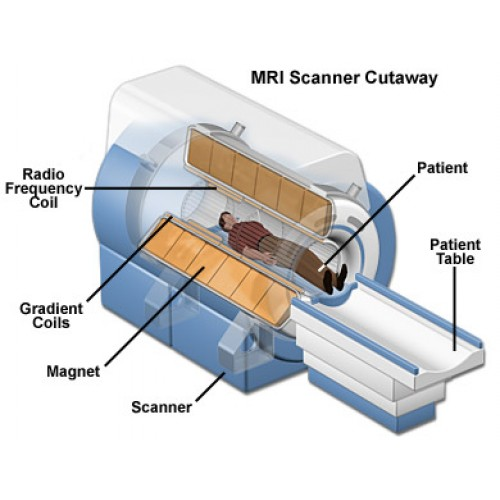 MRI Scanner Cutaway
Radio
Frequency
Coil
Patient
Patient
Table
Gradient
Coils
Magnet
Scanner